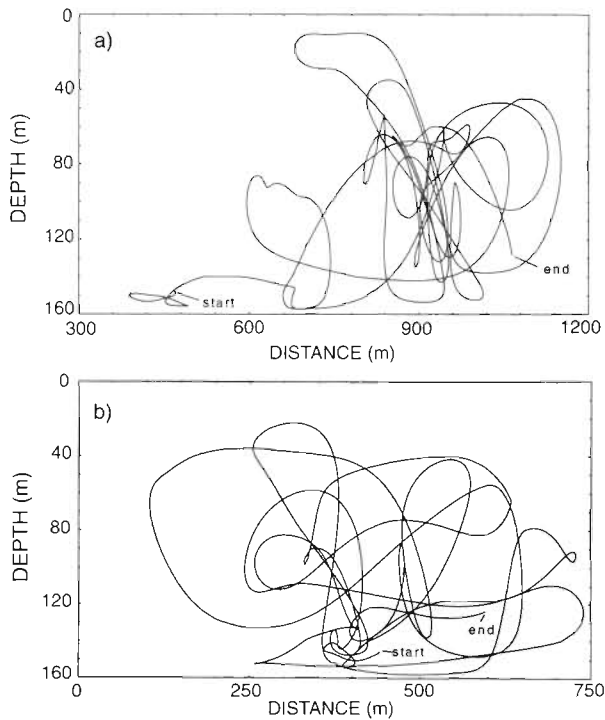 a)
0
40
80
120
160
DEPTH (m)
start
end
300 600 900 1200
DISTANCE (m)
b)
0
40
80
120
160
DEPTH (m)
start
end
0 250 500 750
DISTANCE (m)